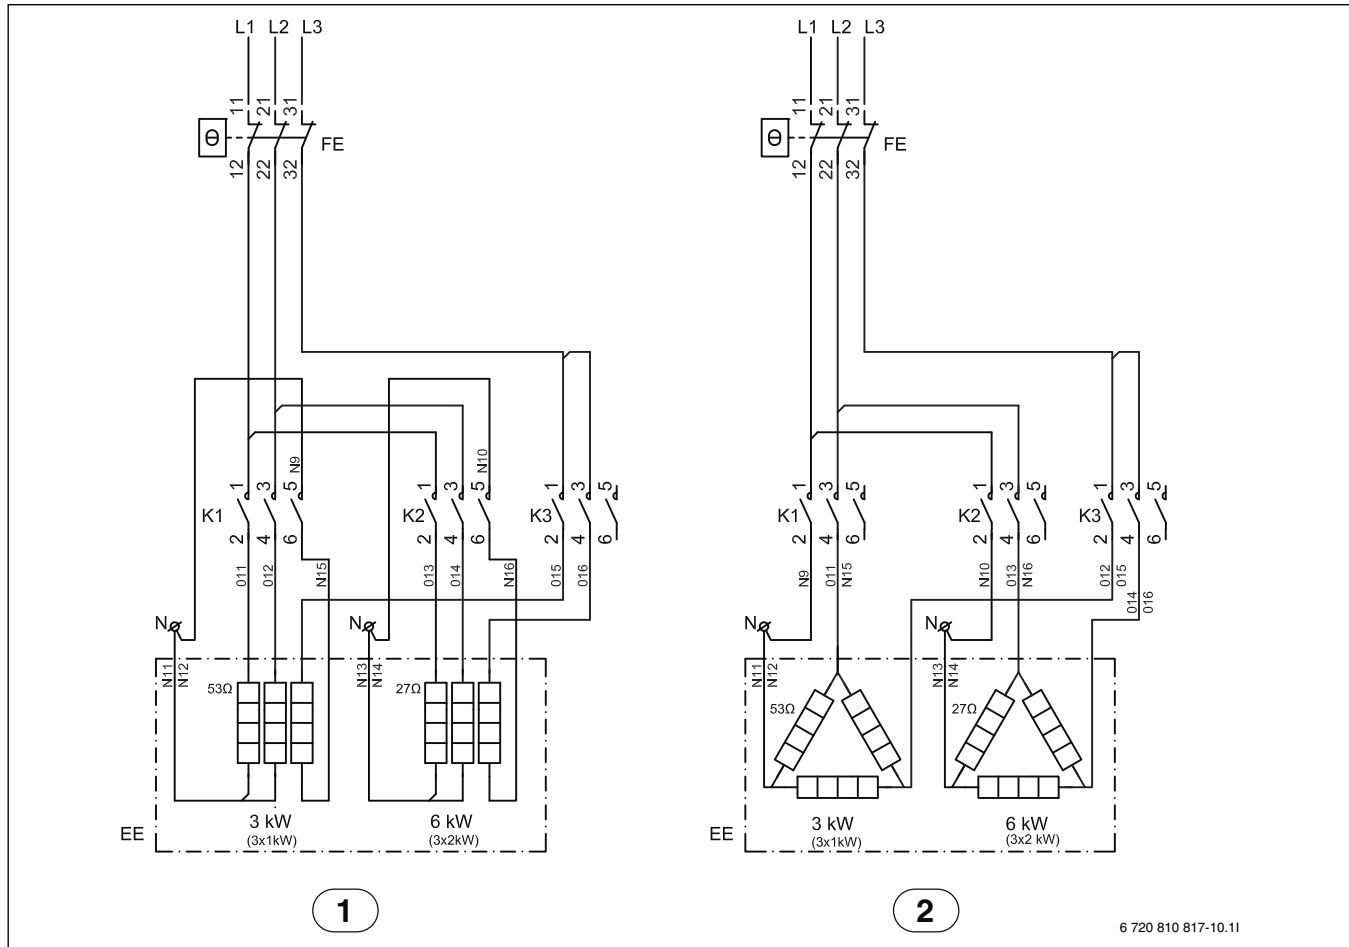 L1 L2 L3
11 21 31
Θ
FE
12 22 32
N9
N10
1 3 5
1 3 5
1 3 5
K1
K2
K3
2 4 6
2 4 6
2 4 6
011 012 N15
013 014 N16
015 016
N
N
N11 N12
N13 N14
53Ω
27Ω
3 kW
(3x1kW)
6 kW
(3x2kW)
EE
1
L1 L2 L3
11 21 31
Θ
FE
12 22 32
1 3 5
1 3 5
1 3 5
K1
K2
K3
2 4 6
2 4 6
2 4 6
N9 011 N15
N10 013 N16
012 015
014 016
N
N
N11 N12
N13 N14
53Ω
27Ω
3 kW
(3x1kW)
6 kW
(3x2 kW)
EE
2
6 720 810 817-10.1I